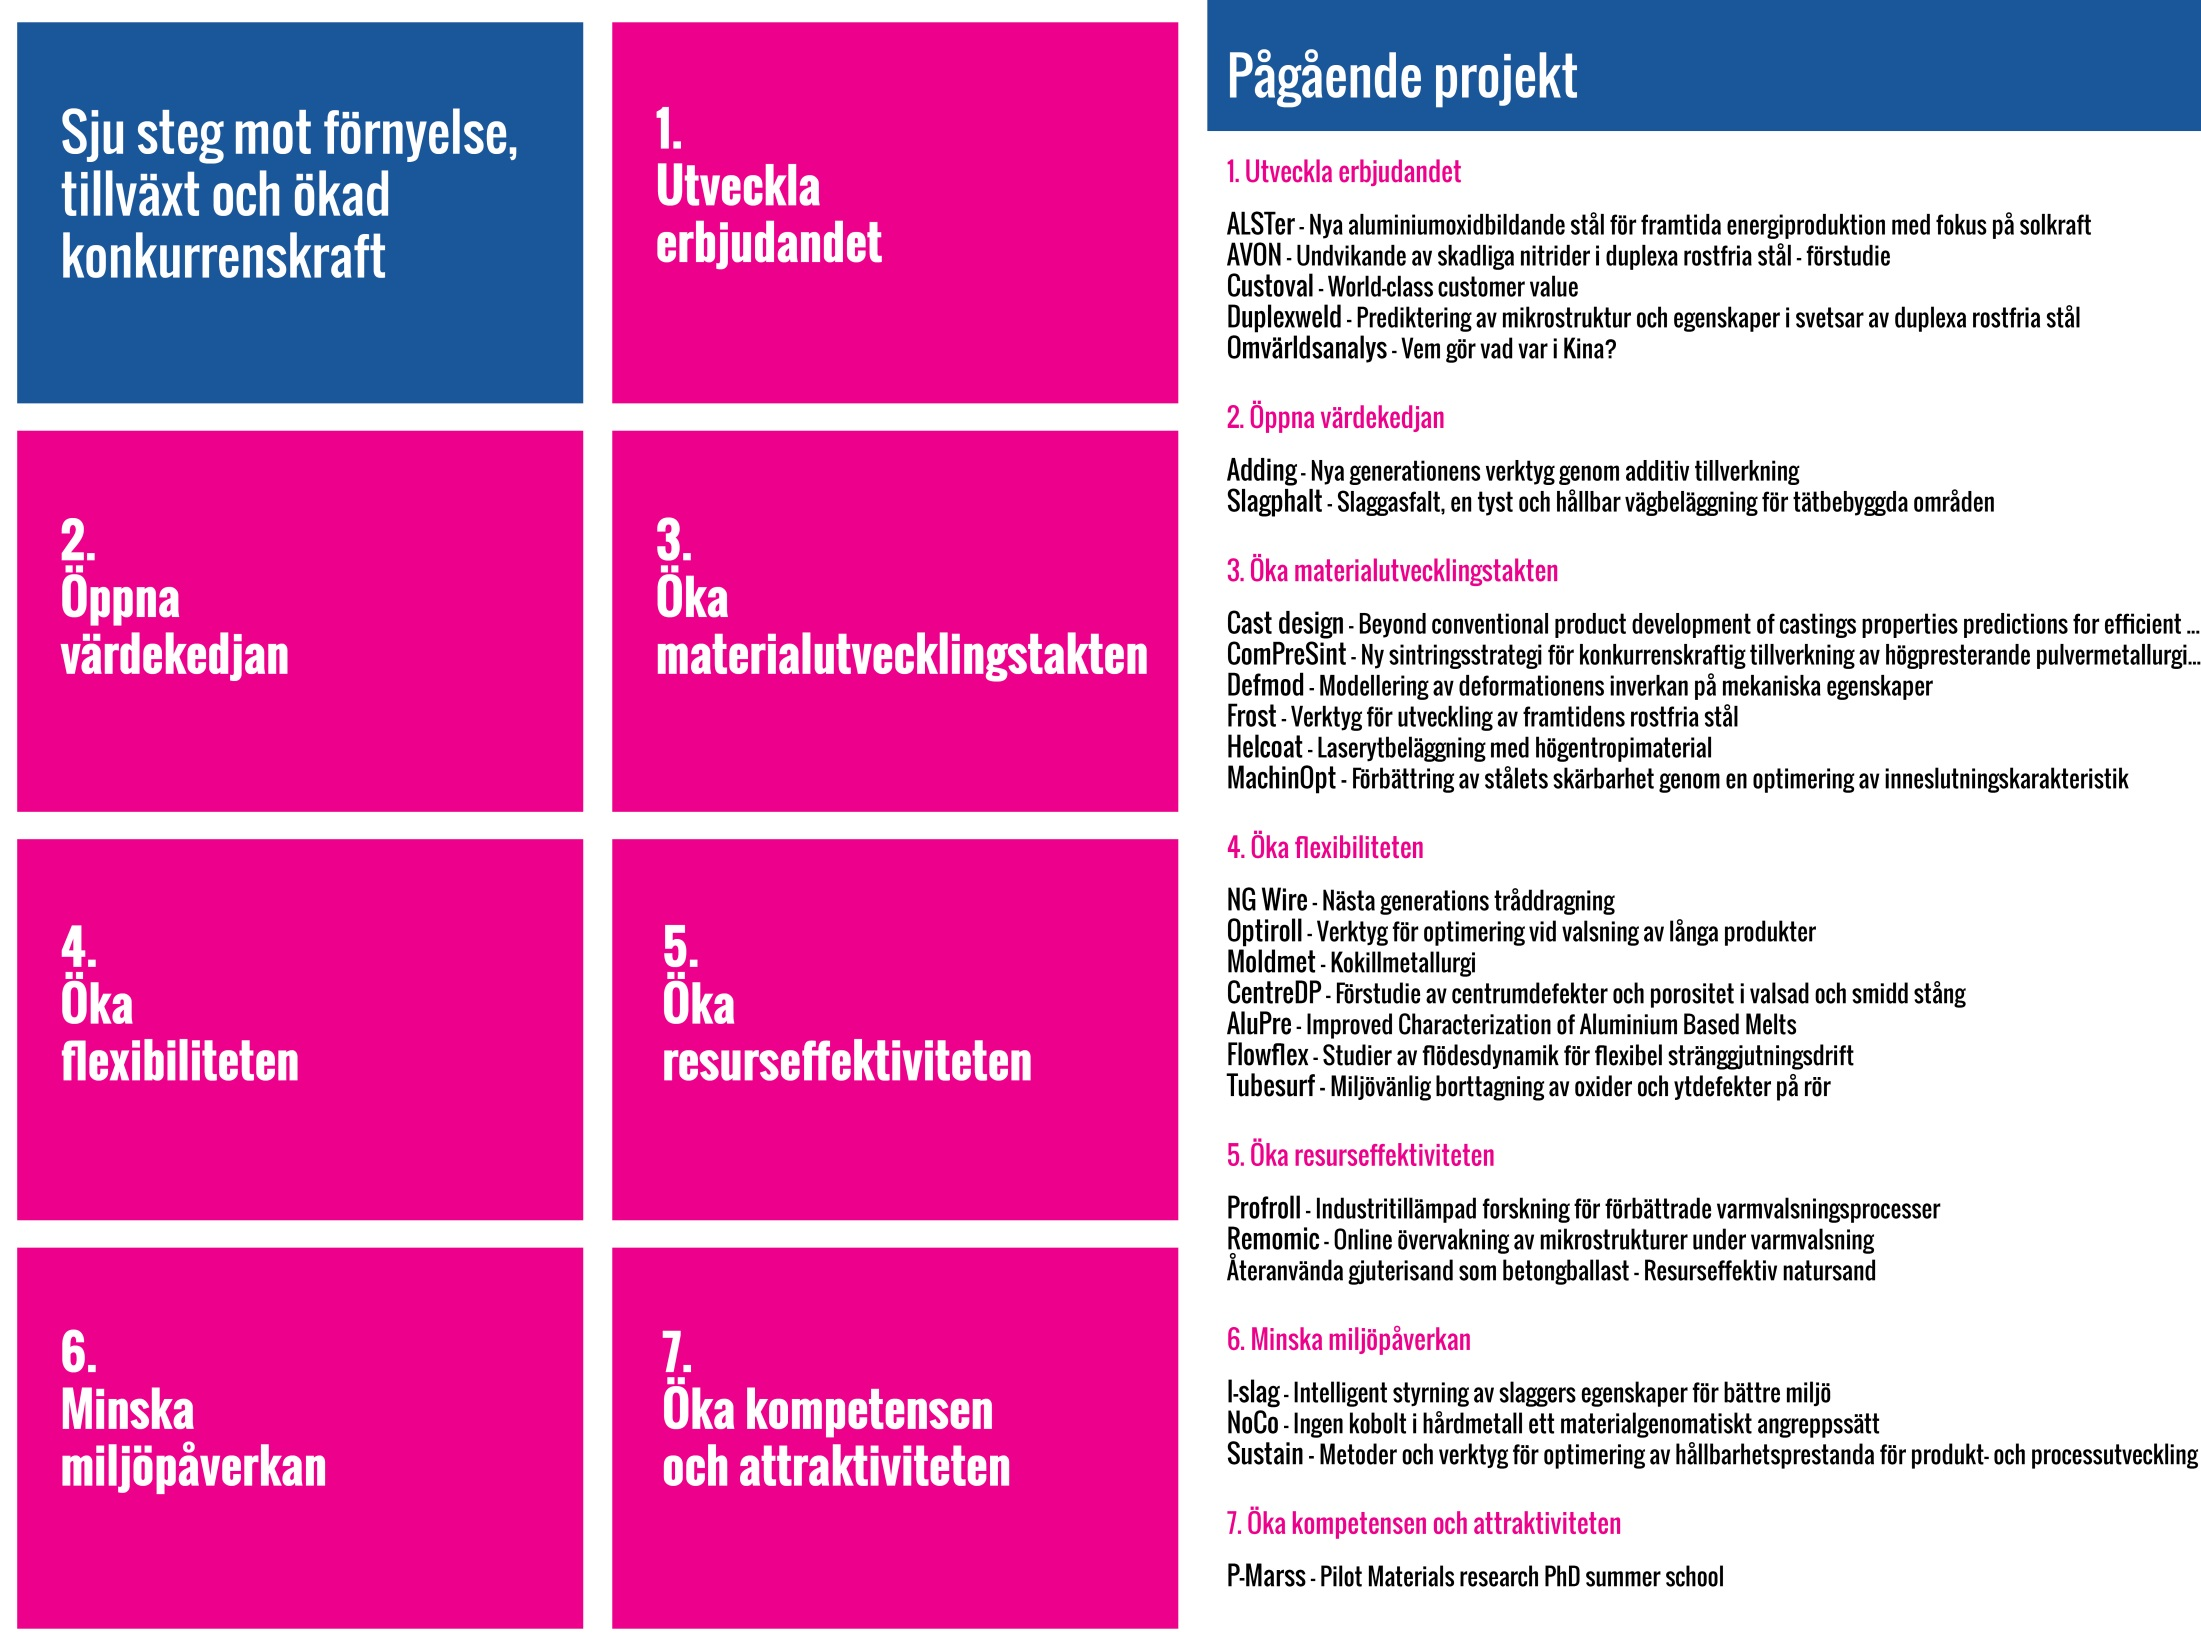 Sju steg mot förnyelse,
tillväxt och ökad
konkurrenskraft
1.
Utveckla
erbjudandet
2.
Öppna
värdekedjan
3.
Öka
materialutvecklingstakten
4.
Öka
flexibiliteten
5.
Öka
resurseffektiviteten
6.
Minska
miljöpåverkan
7.
Öka kompetensen
och attraktiviteten
Pågående projekt
1. Utveckla erbjudandet
ALSTer - Nya aluminiumoxidbildande stål för framtida energiproduktion med fokus på solkraft
AVON - Undvikande av skadliga nitrider i duplexa rostfria stål - förstudie
Custoval - World-class customer value
Duplexweld - Prediktering av mikrostruktur och egenskaper i svetsar av duplexa rostfria stål
Omvärldsanalys - Vem gör vad var i Kina?
2. Öppna värdekedjan
Adding - Nya generationens verktyg genom additiv tillverkning
Slagphalt - Slaggasfalt, en tyst och hållbar vägbeläggning för tätbebyggda områden
3. Öka materialutvecklingstakten
Cast design - Beyond conventional product development of castings properties predictions for efficient ...
ComPreSint - Ny sintringsstrategi för konkurrenskraftig tillverkning av högpresterande pulvermetallurgi...
Defmod - Modellering av deformationens inverkan på mekaniska egenskaper
Frost - Verktyg för utveckling av framtidens rostfria stål
Helcoat - Laserytbeläggning med högentropimaterial
MachinOpt - Förbättring av stålets skärbarhet genom en optimering av inneslutningskarakteristik
4. Öka flexibiliteten
NG Wire - Nästa generations tråddragning
Optiroll - Verktyg för optimering vid valsning av långa produkter
Moldmet - Kokillmetallurgi
CentreDP - Förstudie av centrumdefekter och porositet i valsad och smidd stång
AluPre - Improved Characterization of Aluminium Based Melts
Flowflex - Studier av flödesdynamik för flexibel stränggjutningsdrift
Tubesurf - Miljövänlig borttagning av oxider och ytdefekter på rör
5. Öka resurseffektiviteten
Profroll - Industritillämpad forskning för förbättrade varmvalsningsprocesser
Remomic - Online övervakning av mikrostrukturer under varmvalsning
Återanvända gjuterisand som betongballast - Resurseffektiv natursand
6. Minska miljöpåverkan
I-slag - Intelligent styrning av slaggers egenskaper för bättre miljö
NoCo - Ingen kobolt i hårdmetall ett materialgenomatiskt angreppssätt
Sustain - Metoder och verktyg för optimering av hållbarhetsprestanda för produkt- och processutveckling
7. Öka kompetensen och attraktiviteten
P-Marss - Pilot Materials research PhD summer school